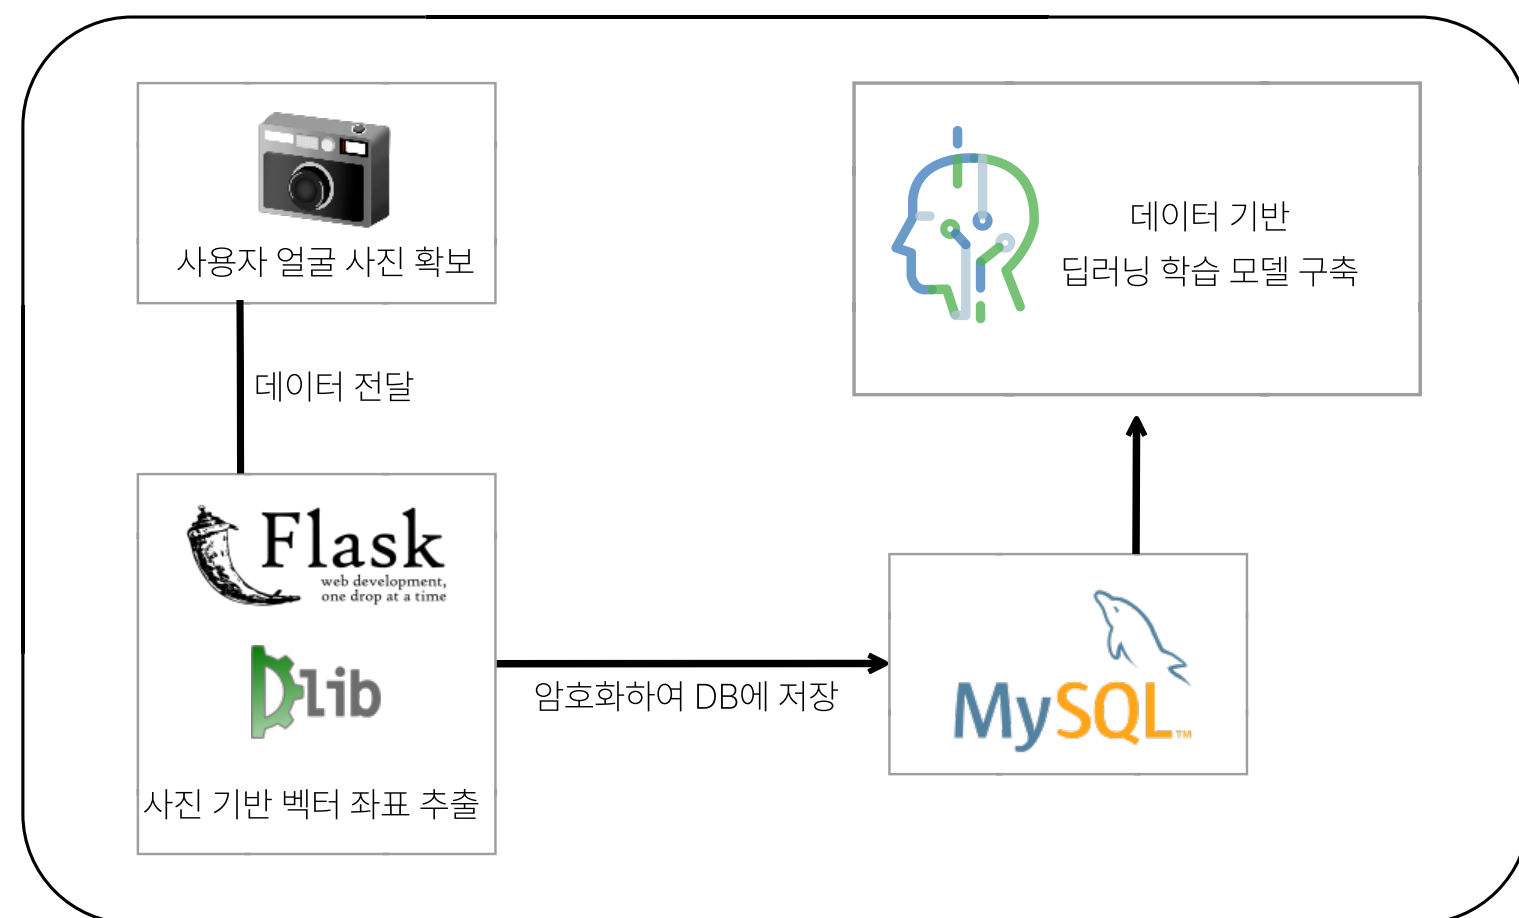 사용자 얼굴 사진 확보
데이터 전달
Flask
web development,
one drop at a time
Dlib
사진 기반 벡터 좌표 추출
암호화하여 DB에 저장
MySQL™
데이터 기반
딥러닝 학습 모델 구축